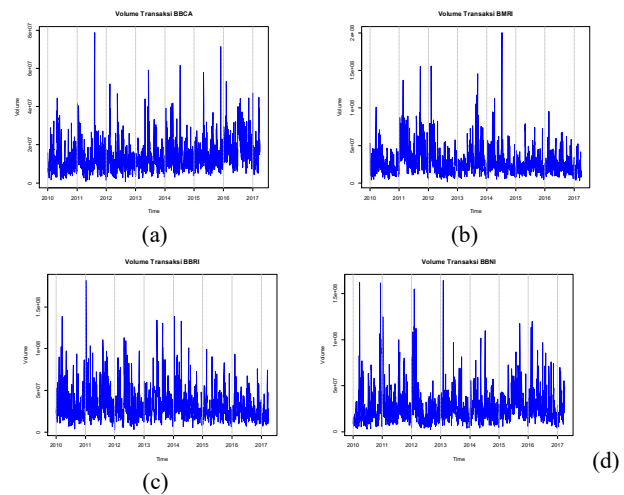 Volume Transaksi BBCA
Volume
0
2e+07
4e+07
6e+07
8e+07
2010 2011 2012 2013 2014 2015 2016 2017
Time
(a)
Volume Transaksi BMRI
Volume
0
5e+07
1e+08
1.5e+08
2e+08
2010 2011 2012 2013 2014 2015 2016 2017
Time
(b)
Volume Transaksi BBRI
Volume
0
5e+07
1e+08
1.5e+08
2010 2011 2012 2013 2014 2015 2016 2017
Time
(c)
Volume Transaksi BBNI
Volume
0
5e+07
1e+08
1.5e+08
2010 2011 2012 2013 2014 2015 2016 2017
Time
(d)